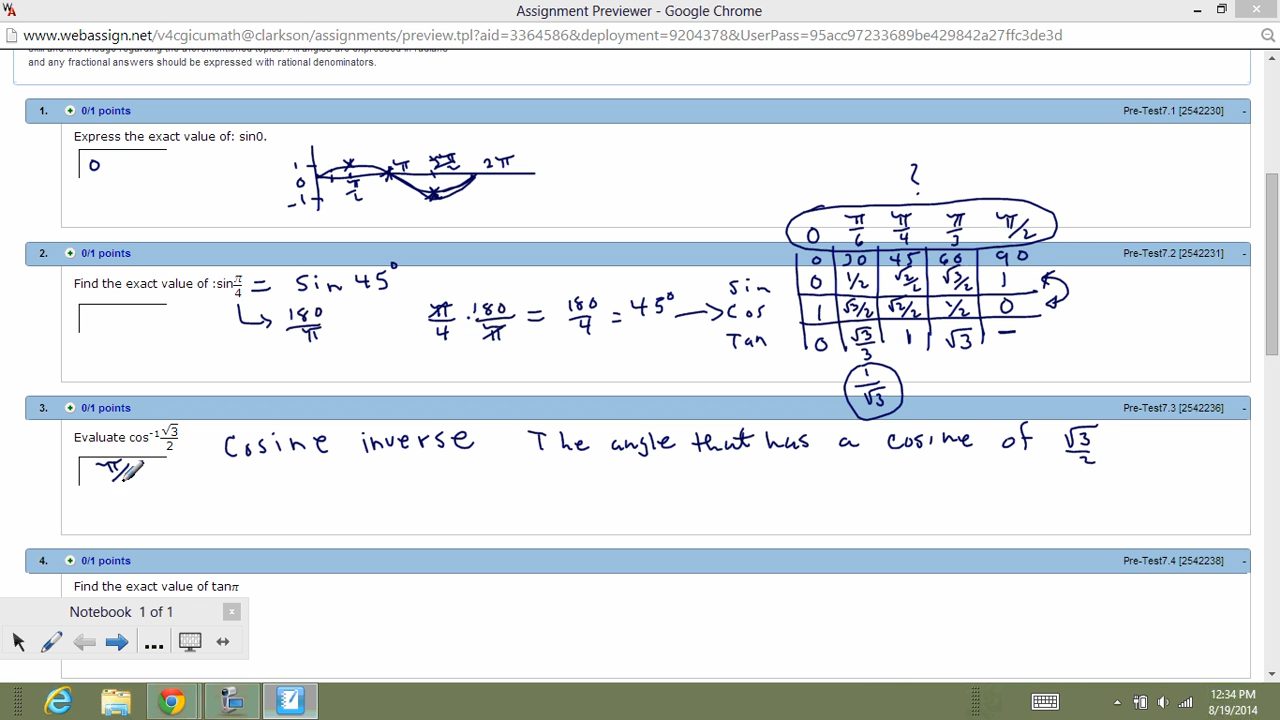 Assignment Previewer - Google Chrome
www.webassign.net/v4cgicumath@clarkson/assignments/preview.tpl?aid=3364586&deployment=9204378&UserPass=95acc97233689be429842a27ffc3de3d
and any fractional answers should be expressed with rational denominators.
1. 0/1 points Pre-Test7.1 [2542230] -
Express the exact value of: sin0.
0
1 π 3π/2 2π
0 π/2
-1
?
0 π/6 π/4 π/3 π/2
2. 0/1 points Pre-Test7.2 [2542231] -
0 30 45 60 90
Find the exact value of :sin π/4 = sin 45°
sin 0 1/2 √2/2 √3/2 1
180/π π/4 · 180/π = 180/4 = 45° → Cos 1 √3/2 √2/2 1/2 0
Tan 0 √3/3 1 √3 –
1/√3
3. 0/1 points Pre-Test7.3 [2542236] -
Evaluate cos⁻¹ √3/2 Cosine inverse The angle that has a cosine of √3/2
π/
4. 0/1 points Pre-Test7.4 [2542238] -
Find the exact value of tanπ
Notebook 1 of 1 x
...
12:34 PM
8/19/2014